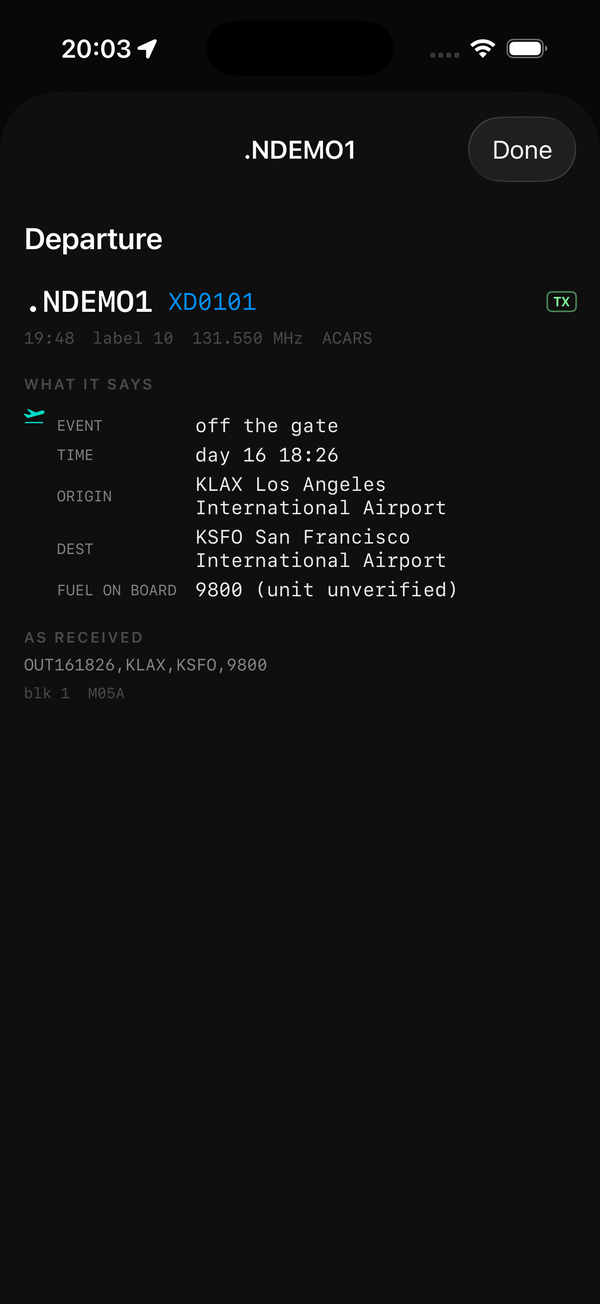 20:03
.NDEMO1
Done
Departure
.NDEMO1 XD0101 TX
19:48 label 10 131.550 MHz ACARS
WHAT IT SAYS
EVENT off the gate
TIME day 16 18:26
ORIGIN KLAX Los Angeles
International Airport
DEST KSFO San Francisco
International Airport
FUEL ON BOARD 9800 (unit unverified)
AS RECEIVED
OUT161826,KLAX,KSFO,9800
blk 1 M05A